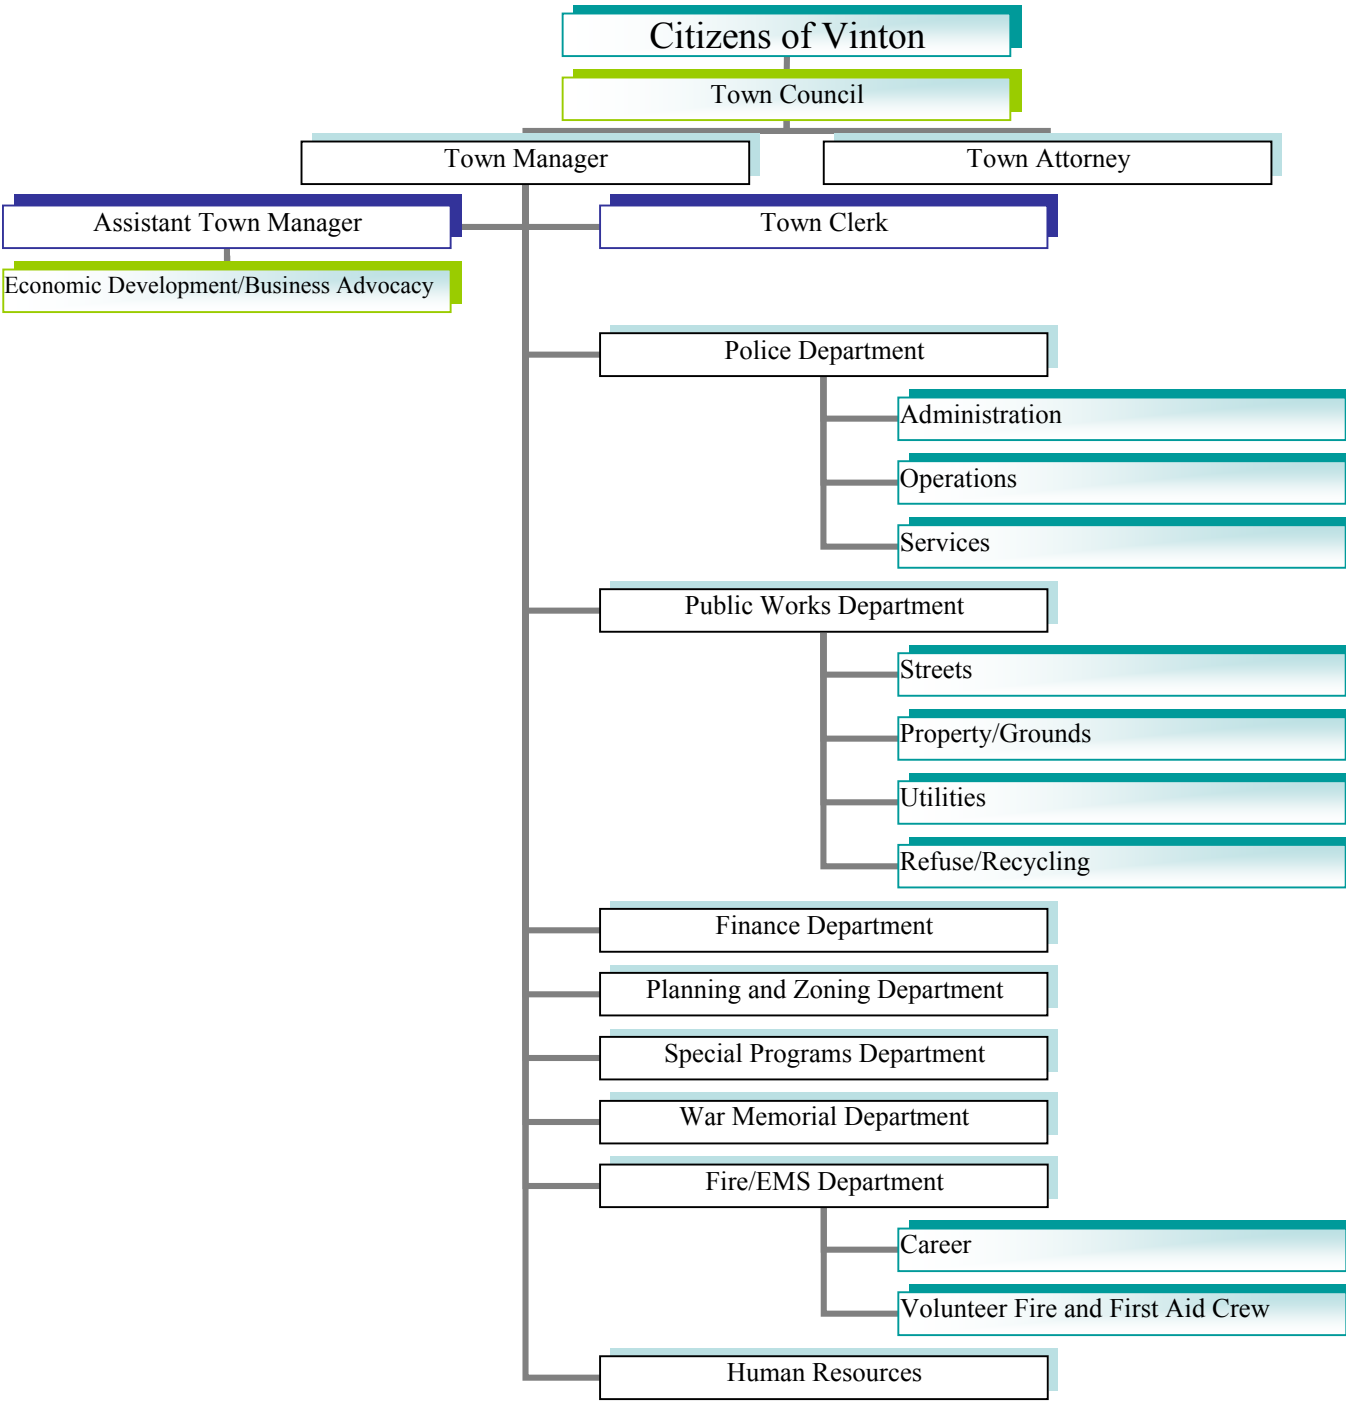 Citizens of Vinton
Town Council
Town Manager
Town Attorney
Assistant Town Manager
Town Clerk
Economic Development/Business Advocacy
Police Department
Administration
Operations
Services
Public Works Department
Streets
Property/Grounds
Utilities
Refuse/Recycling
Finance Department
Planning and Zoning Department
Special Programs Department
War Memorial Department
Fire/EMS Department
Career
Volunteer Fire and First Aid Crew
Human Resources